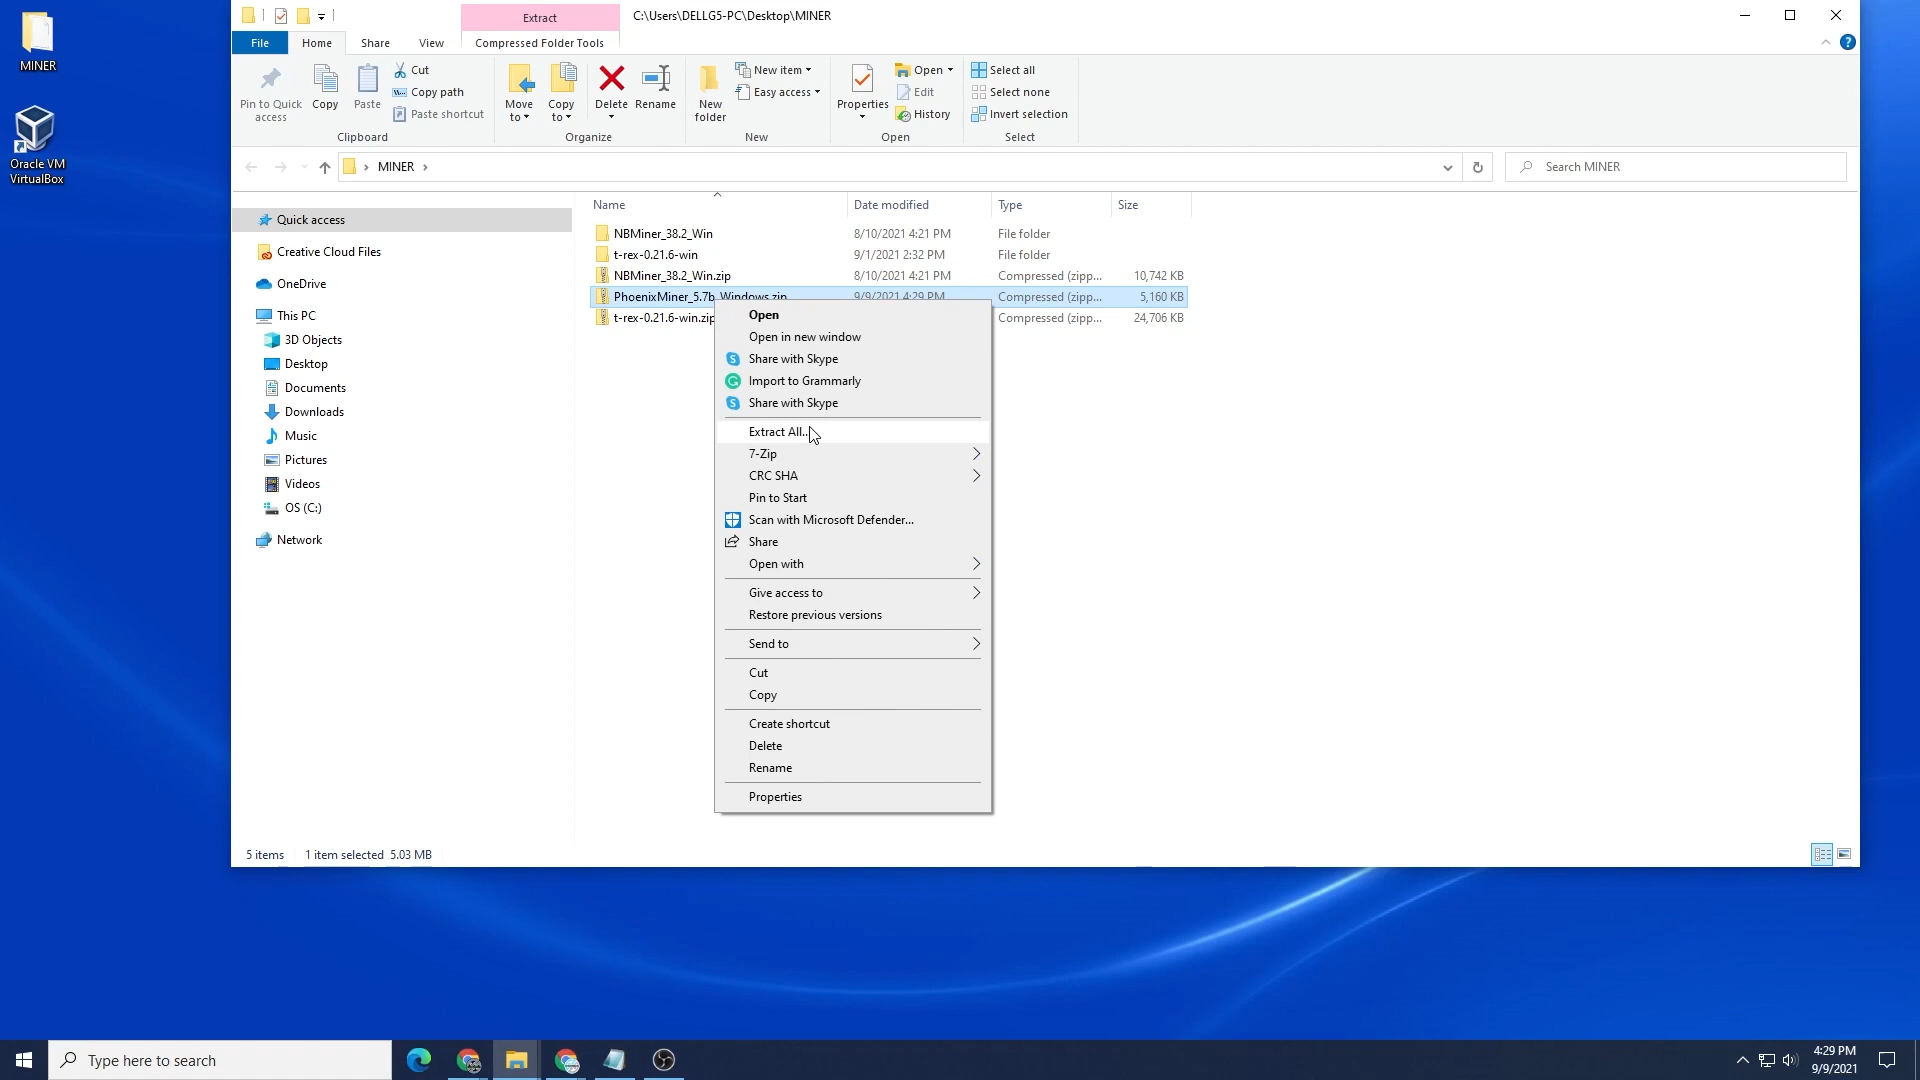 MINER
Oracle VM
VirtualBox
Extract
C:\Users\DELLG5-PC\Desktop\MINER
File
Home
Share
View
Compressed Folder Tools
Pin to Quick
access
Copy
Paste
Cut
Copy path
Paste shortcut
Clipboard
Move
to
Copy
to
Delete
Rename
Organize
New
folder
New item
Easy access
New
Properties
Open
Edit
History
Open
Select all
Select none
Invert selection
Select
MINER
Search MINER
Quick access
Creative Cloud Files
OneDrive
This PC
3D Objects
Desktop
Documents
Downloads
Music
Pictures
Videos
OS (C:)
Network
Name Date modified Type Size
NBMiner_38.2_Win 8/10/2021 4:21 PM File folder
t-rex-0.21.6-win 9/1/2021 2:32 PM File folder
NBMiner_38.2_Win.zip 8/10/2021 4:21 PM Compressed (zipp... 10,742 KB
PhoenixMiner_5.7b_Windows.zip 9/9/2021 4:29 PM Compressed (zipp... 5,160 KB
t-rex-0.21.6-win.zip Compressed (zipp... 24,706 KB
Open
Open in new window
Share with Skype
Import to Grammarly
Share with Skype
Extract All...
7-Zip
CRC SHA
Pin to Start
Scan with Microsoft Defender...
Share
Open with
Give access to
Restore previous versions
Send to
Cut
Copy
Create shortcut
Delete
Rename
Properties
5 items 1 item selected 5.03 MB
Type here to search
4:29 PM
9/9/2021